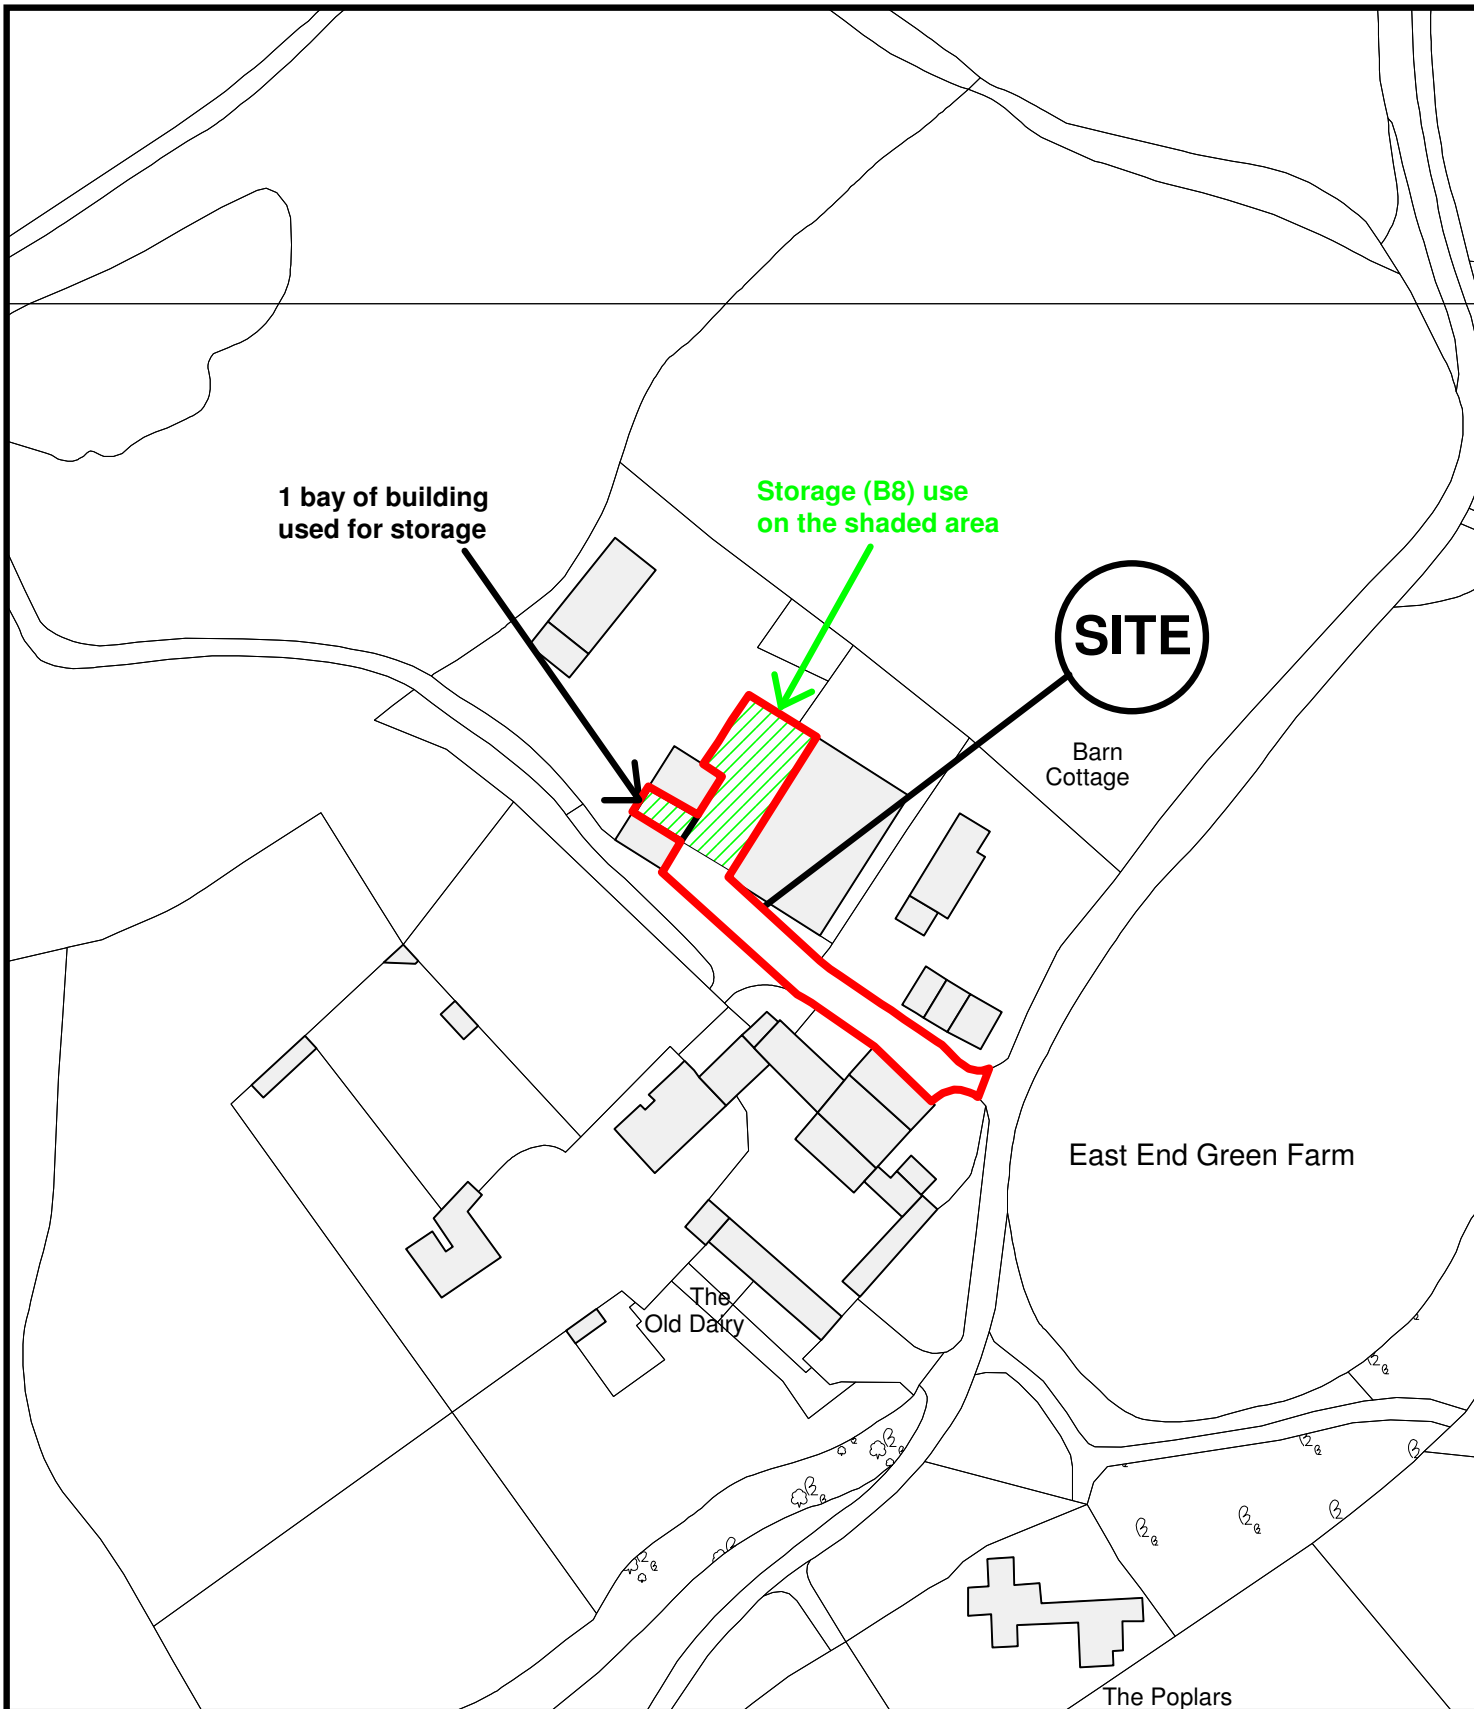 1 bay of building
used for storage
Storage (B8) use
on the shaded area
SITE
Barn
Cottage
East End Green Farm
The
Old Dairy
The Poplars